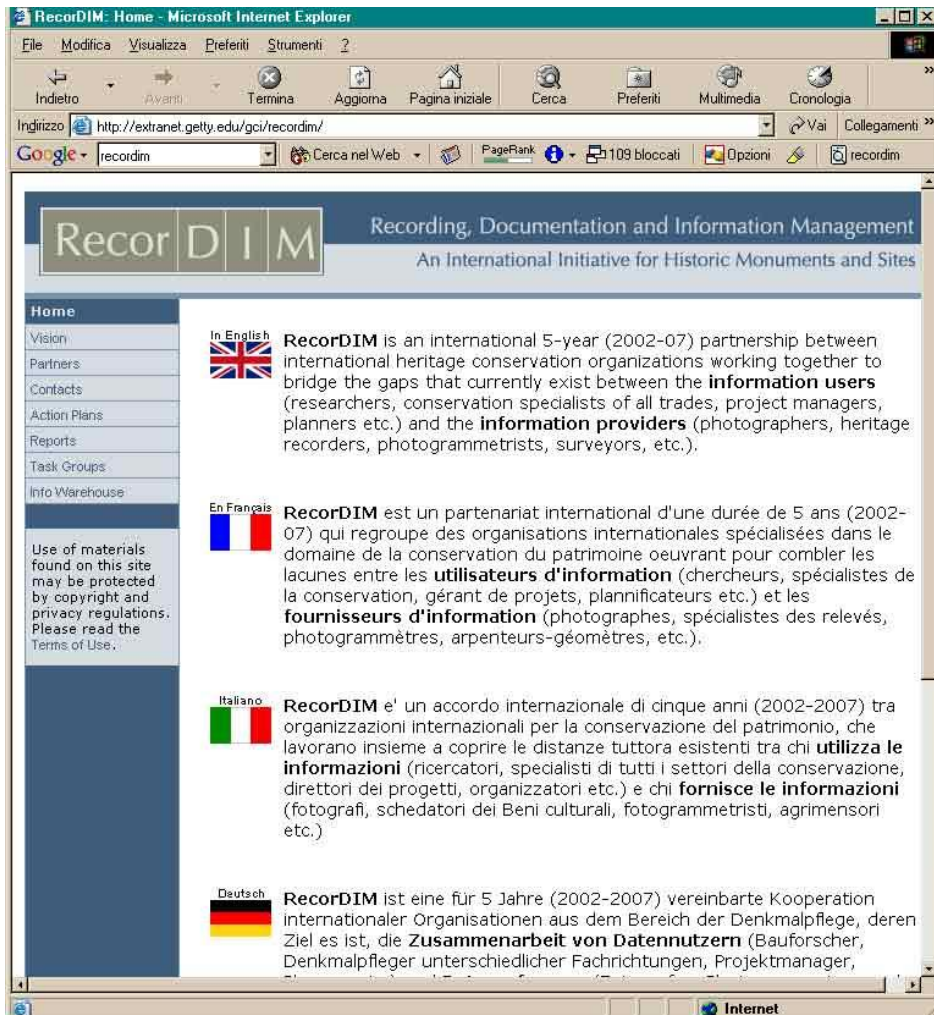 RecorDIM: Home - Microsoft Internet Explorer
File Modifica Visualizza Preferiti Strumenti ?
Indietro Avanti Termina Aggiorna Pagina iniziale Cerca Preferiti Multimedia Cronologia »
Indirizzo http://extranet.getty.edu/gci/recordim/ Vai Collegamenti »
Google recordim Cerca nel Web PageRank 109 bloccati Opzioni recordim
Recor D I M
Recording, Documentation and Information Management
An International Initiative for Historic Monuments and Sites
Home
Vision
Partners
Contacts
Action Plans
Reports
Task Groups
Info Warehouse
Use of materials
found on this site
may be protected
by copyright and
privacy regulations.
Please read the
Terms of Use.
In English
RecorDIM is an international 5-year (2002-07) partnership between
international heritage conservation organizations working together to
bridge the gaps that currently exist between the information users
(researchers, conservation specialists of all trades, project managers,
planners etc.) and the information providers (photographers, heritage
recorders, photogrammetrists, surveyors, etc.).
En Français
RecorDIM est un partenariat international d'une durée de 5 ans (2002-
07) qui regroupe des organisations internationales spécialisées dans le
domaine de la conservation du patrimoine oeuvrant pour combler les
lacunes entre les utilisateurs d'information (chercheurs, spécialistes de
la conservation, gérant de projets, plannificateurs etc.) et les
fournisseurs d'information (photographes, spécialistes des relevés,
photogrammètres, arpenteurs-géomètres, etc.).
Italiano
RecorDIM e' un accordo internazionale di cinque anni (2002-2007) tra
organizzazioni internazionali per la conservazione del patrimonio, che
lavorano insieme a coprire le distanze tuttora esistenti tra chi utilizza le
informazioni (ricercatori, specialisti di tutti i settori della conservazione,
direttori dei progetti, organizzatori etc.) e chi fornisce le informazioni
(fotografi, schedatori dei Beni culturali, fotogrammetristi, agrimensori
etc.)
Deutsch
RecorDIM ist eine für 5 Jahre (2002-2007) vereinbarte Kooperation
internationaler Organisationen aus dem Bereich der Denkmalpflege, deren
Ziel es ist, die Zusammenarbeit von Datennutzern (Bauforscher,
Denkmalpfleger unterschiedlicher Fachrichtungen, Projektmanager,
Internet